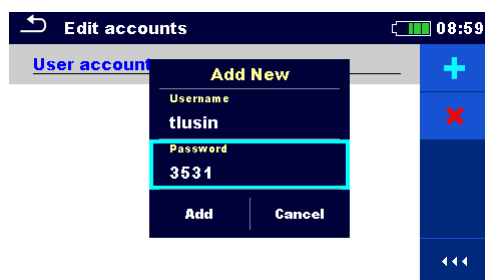 Edit accounts
08:59
User account
Add New
Username
tlusin
Password
3531
Add
Cancel